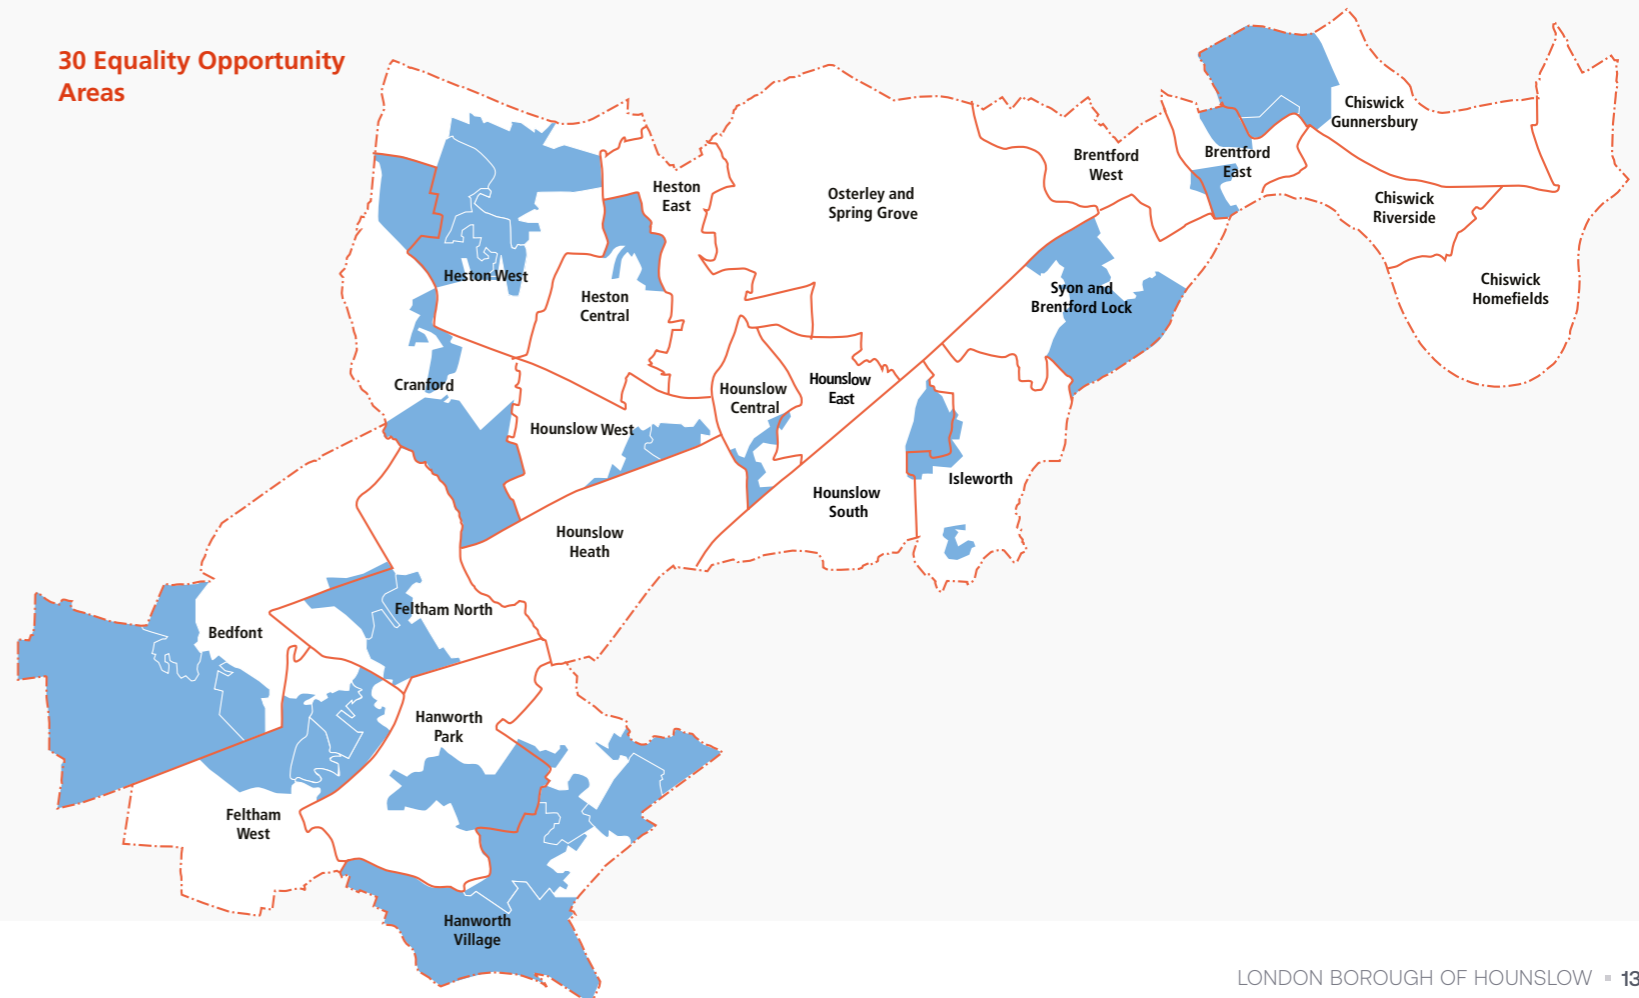 30 Equality Opportunity
Areas
Chiswick
Gunnersbury
Brentford
East
Brentford
West
Heston
East
Osterley and
Spring Grove
Chiswick
Riverside
Heston West
Chiswick
Homefields
Syon and
Brentford Lock
Heston
Central
Cranford
Hounslow
Central
Hounslow
East
Hounslow West
Isleworth
Hounslow
South
Hounslow
Heath
Feltham North
Bedfont
Hanworth
Park
Feltham
West
Hanworth
Village
LONDON BOROUGH OF HOUNSLOW ▪ 13